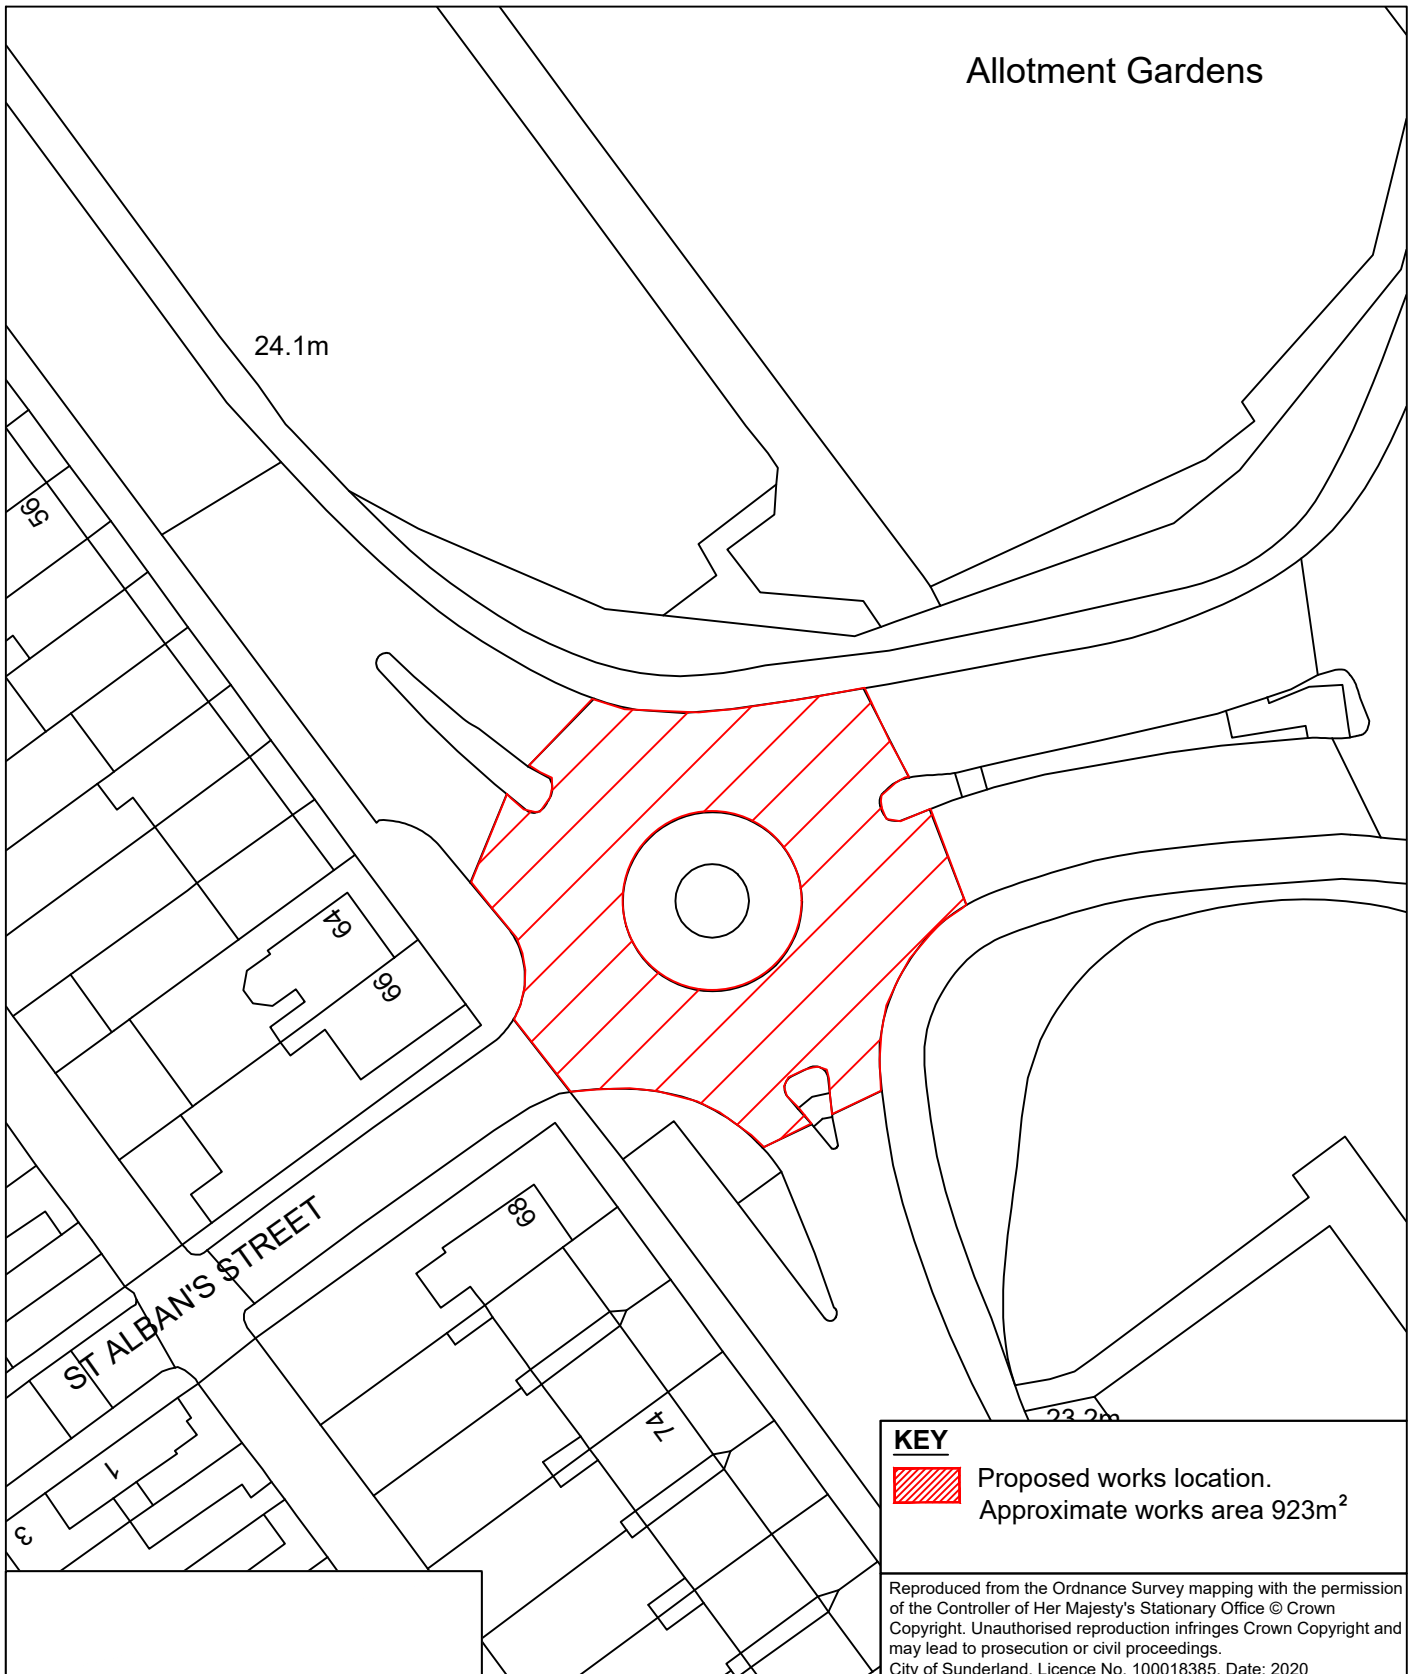 Allotment Gardens
24.1m
56
64
66
68
ST ALBAN'S STREET
74
1
3
23.2m
KEY
Proposed works location.
Approximate works area 923m²
Reproduced from the Ordnance Survey mapping with the permission
of the Controller of Her Majesty's Stationary Office © Crown
Copyright. Unauthorised reproduction infringes Crown Copyright and
may lead to prosecution or civil proceedings.
City of Sunderland. Licence No. 100018385. Date: 2020